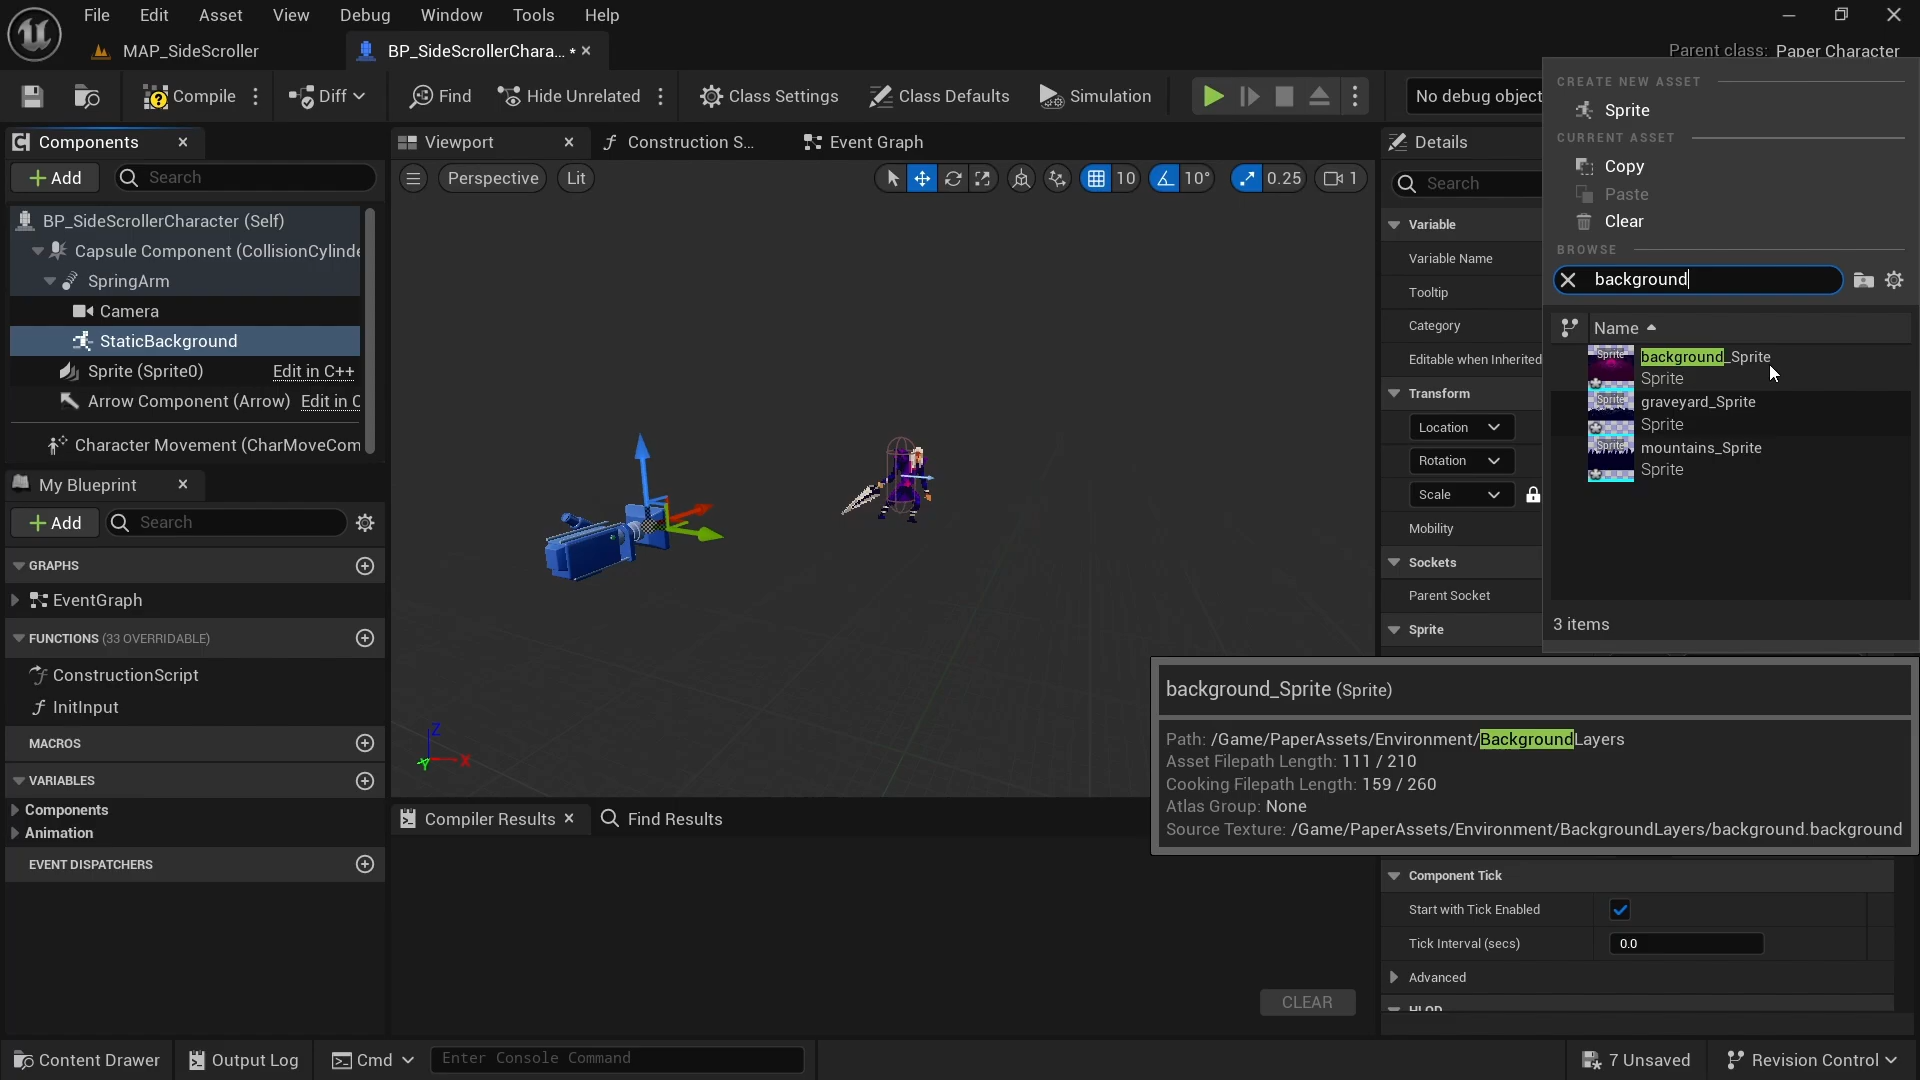 File Edit Asset View Debug Window Tools Help
MAP_SideScroller
BP_SideScrollerChara... *
Parent class: Paper Character
Compile
Diff
Find
Hide Unrelated
Class Settings
Class Defaults
Simulation
No debug object
Components
Add
Search
BP_SideScrollerCharacter (Self)
Capsule Component (CollisionCylinde
SpringArm
Camera
StaticBackground
Sprite (Sprite0) Edit in C++
Arrow Component (Arrow) Edit in C
Character Movement (CharMoveCom
My Blueprint
Add
Search
GRAPHS
EventGraph
FUNCTIONS (33 OVERRIDABLE)
ConstructionScript
InitInput
MACROS
VARIABLES
Components
Animation
EVENT DISPATCHERS
Viewport
Construction S...
Event Graph
Perspective
Lit
10
10°
0.25
1
Z
X
Y
Compiler Results
Find Results
CLEAR
Details
Search
Variable
Variable Name
Tooltip
Category
Editable when Inherited
Transform
Location
Rotation
Scale
Mobility
Sockets
Parent Socket
Sprite
CREATE NEW ASSET
Sprite
CURRENT ASSET
Copy
Paste
Clear
BROWSE
background
Name
Sprite
background_Sprite
Sprite
Sprite
graveyard_Sprite
Sprite
Sprite
mountains_Sprite
Sprite
3 items
background_Sprite (Sprite)
Path: /Game/PaperAssets/Environment/BackgroundLayers
Asset Filepath Length: 111 / 210
Cooking Filepath Length: 159 / 260
Atlas Group: None
Source Texture: /Game/PaperAssets/Environment/BackgroundLayers/background.background
Component Tick
Start with Tick Enabled
Tick Interval (secs)
0.0
Advanced
HLOD
Content Drawer
Output Log
Cmd
Enter Console Command
7 Unsaved
Revision Control